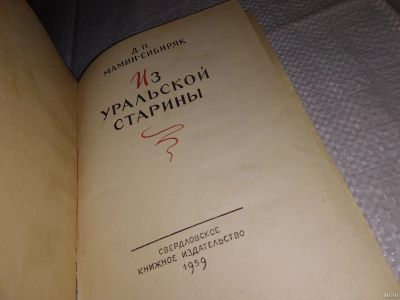 Д. Н.
МАМИН-СИБИРЯК
Из
УРАЛЬСКОЙ
СТАРИНЫ
СВЕРДЛОВСКОЕ
КНИЖНОЕ ИЗДАТЕЛЬСТВО
1959